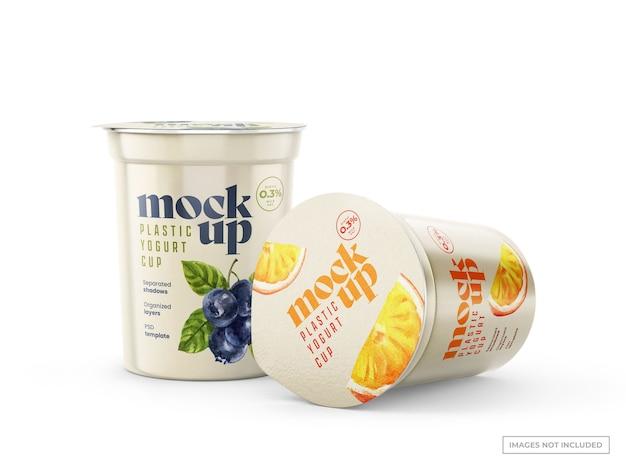 mock
up
PLASTIC
YOGURT
CUP
0.3%
Separated
shadows
Organized
layers
PSD
template
0.3%
mock
up
PLASTIC
YOGURT
CUP
0.3%
mock
up
PLASTIC
YOGURT
CUPUT
IMAGES NOT INCLUDED